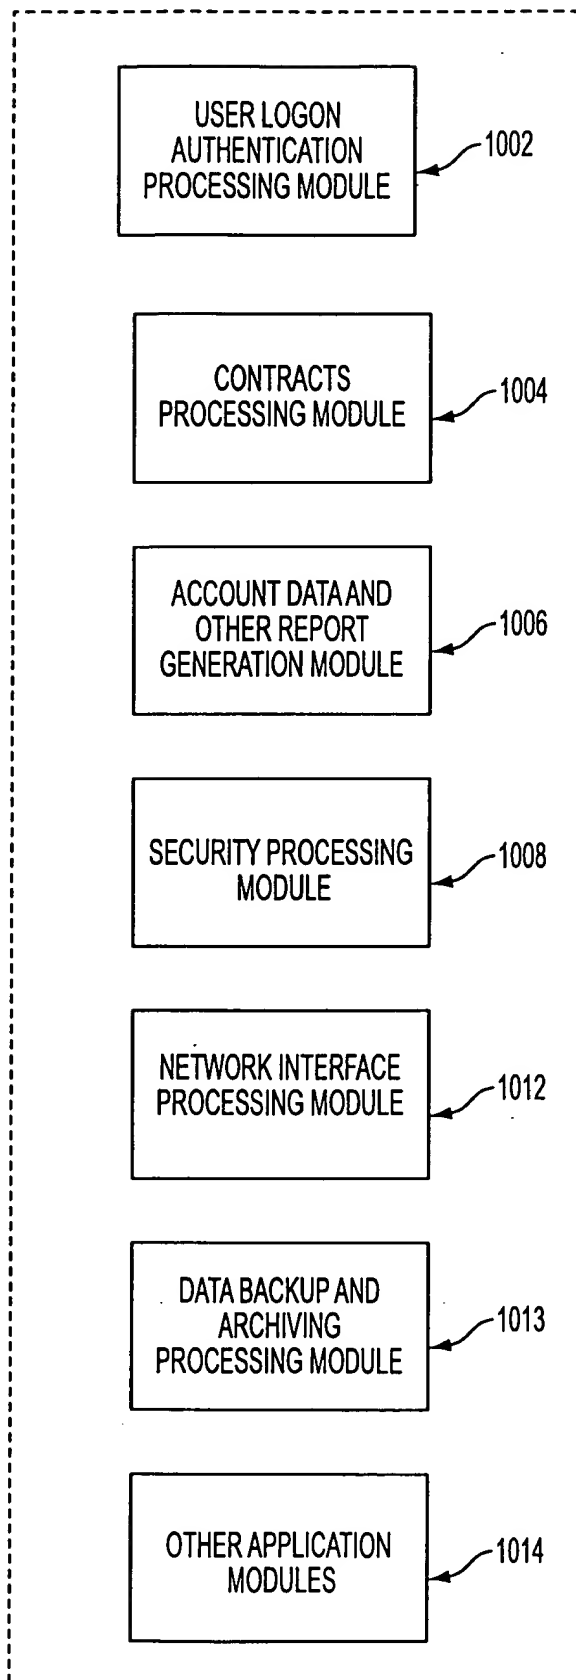 USER LOGON
AUTHENTICATION
PROCESSING MODULE
1002
CONTRACTS
PROCESSING MODULE
1004
ACCOUNT DATA AND
OTHER REPORT
GENERATION MODULE
1006
SECURITY PROCESSING
MODULE
1008
NETWORK INTERFACE
PROCESSING MODULE
1012
DATA BACKUP AND
ARCHIVING
PROCESSING MODULE
1013
OTHER APPLICATION
MODULES
1014